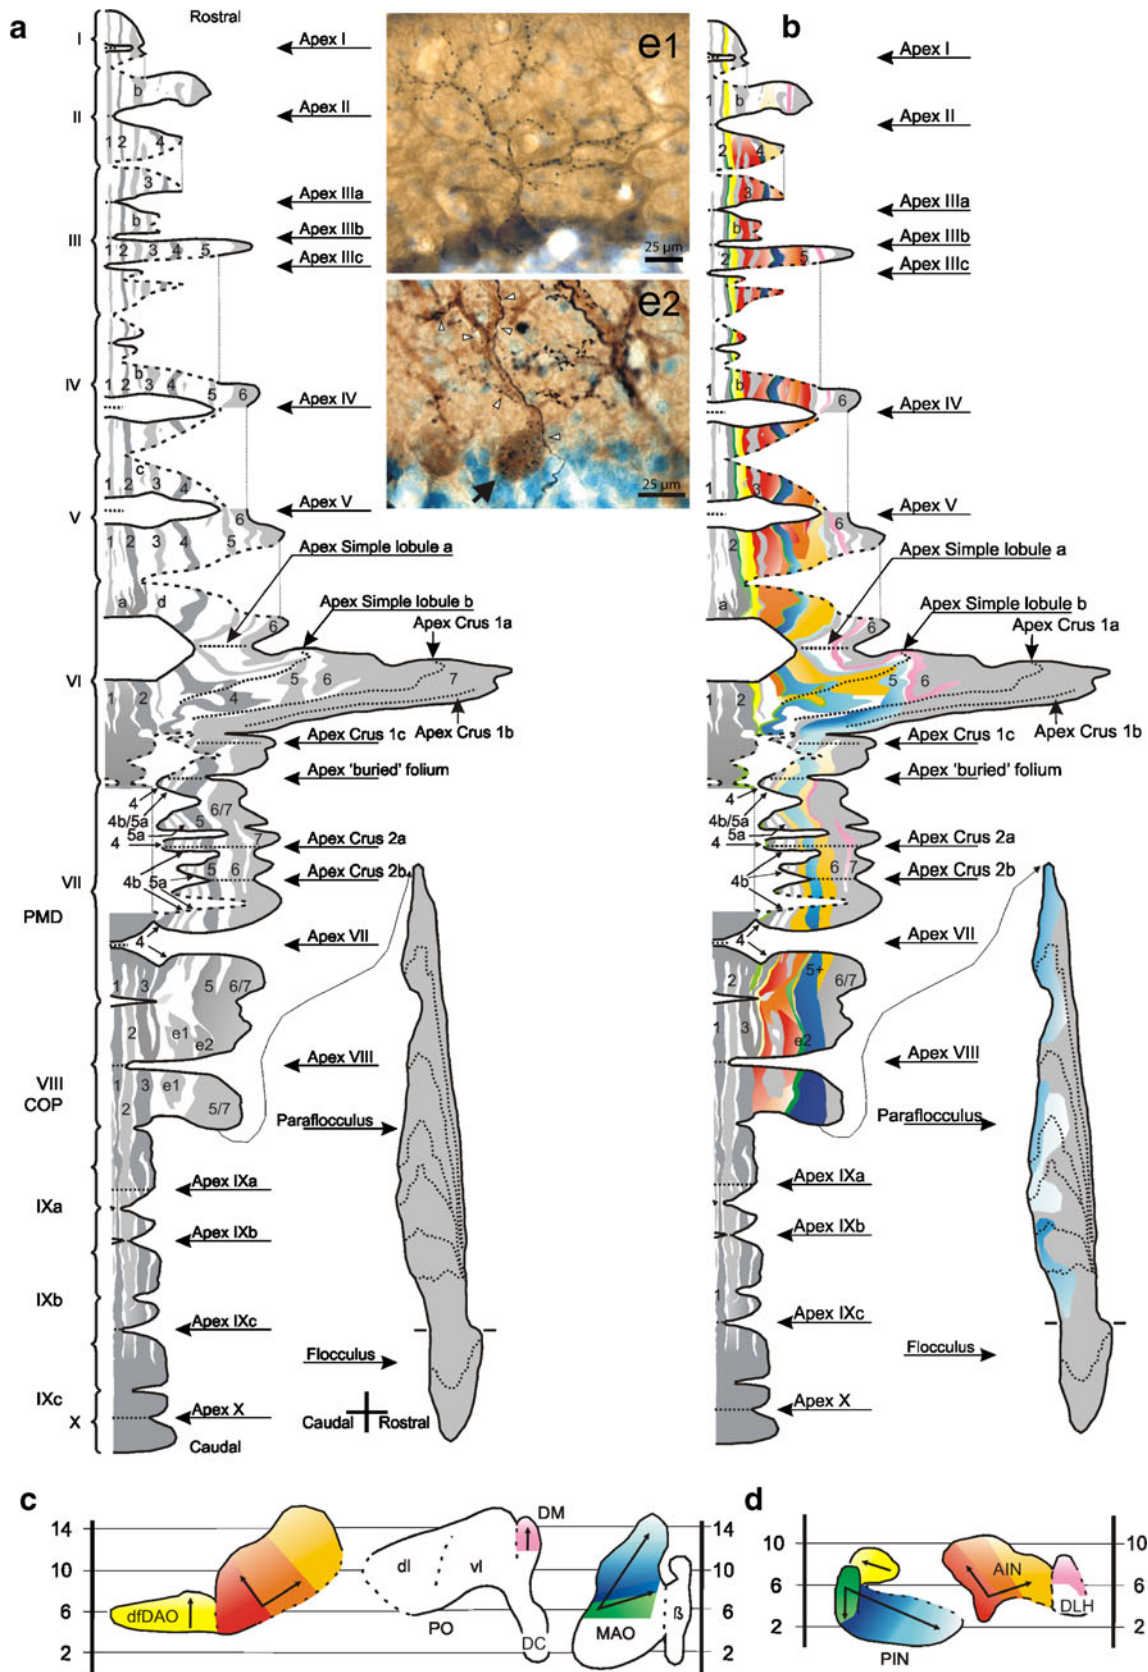 a
Rostral
I
Apex I
b
II
Apex II
1 2 4
3
Apex IIIa
b
III
Apex IIIb
1 2 3 4 5
Apex IIIc
b
IV
1 2 3 4 5 6
Apex IV
c
1 2 3 4
Apex V
V
6
1 2 3 4 5
Apex Simple lobule a
a d
6
Apex Simple lobule b
Apex Crus 1a
VI
5 6 7
1 2 4
Apex Crus 1b
Apex Crus 1c
Apex 'buried' folium
4
4b/5a
5
6/7
5a
4
7
Apex Crus 2a
VII
4b 5a
5 6
Apex Crus 2b
PMD
4
Apex VII
1 3 5 6/7
2 e1
e2
Apex VIII
VIII
COP
1 3 e1
2 5/7
Paraflocculus
Apex IXa
IXa
Apex IXb
IXb
Apex IXc
Flocculus
IXc
X
Apex X
Caudal
Caudal Rostral
e1
25 µm
e2
25 µm
b
Apex I
1 b
Apex II
2 4
3
Apex IIIa
b
Apex IIIb
2 5
Apex IIIc
1 b 6
Apex IV
1 3
Apex V
6
2
Apex Simple lobule a
a
6
Apex Simple lobule b
Apex Crus 1a
5 6
1 2
Apex Crus 1b
Apex Crus 1c
Apex 'buried' folium
4
4b/5a
5a
4
Apex Crus 2a
4b
6 7
Apex Crus 2b
4
Apex VII
2 5+ 6/7
1 3 e2
Apex VIII
Paraflocculus
Apex IXa
Apex IXb
1
Apex IXc
Flocculus
Apex X
c
14
10
6
2
dfDAO
dl vl
PO
DM
DC
MAO
ß
14
10
6
2
d
10
6
2
AIN
DLH
PIN
10
6
2